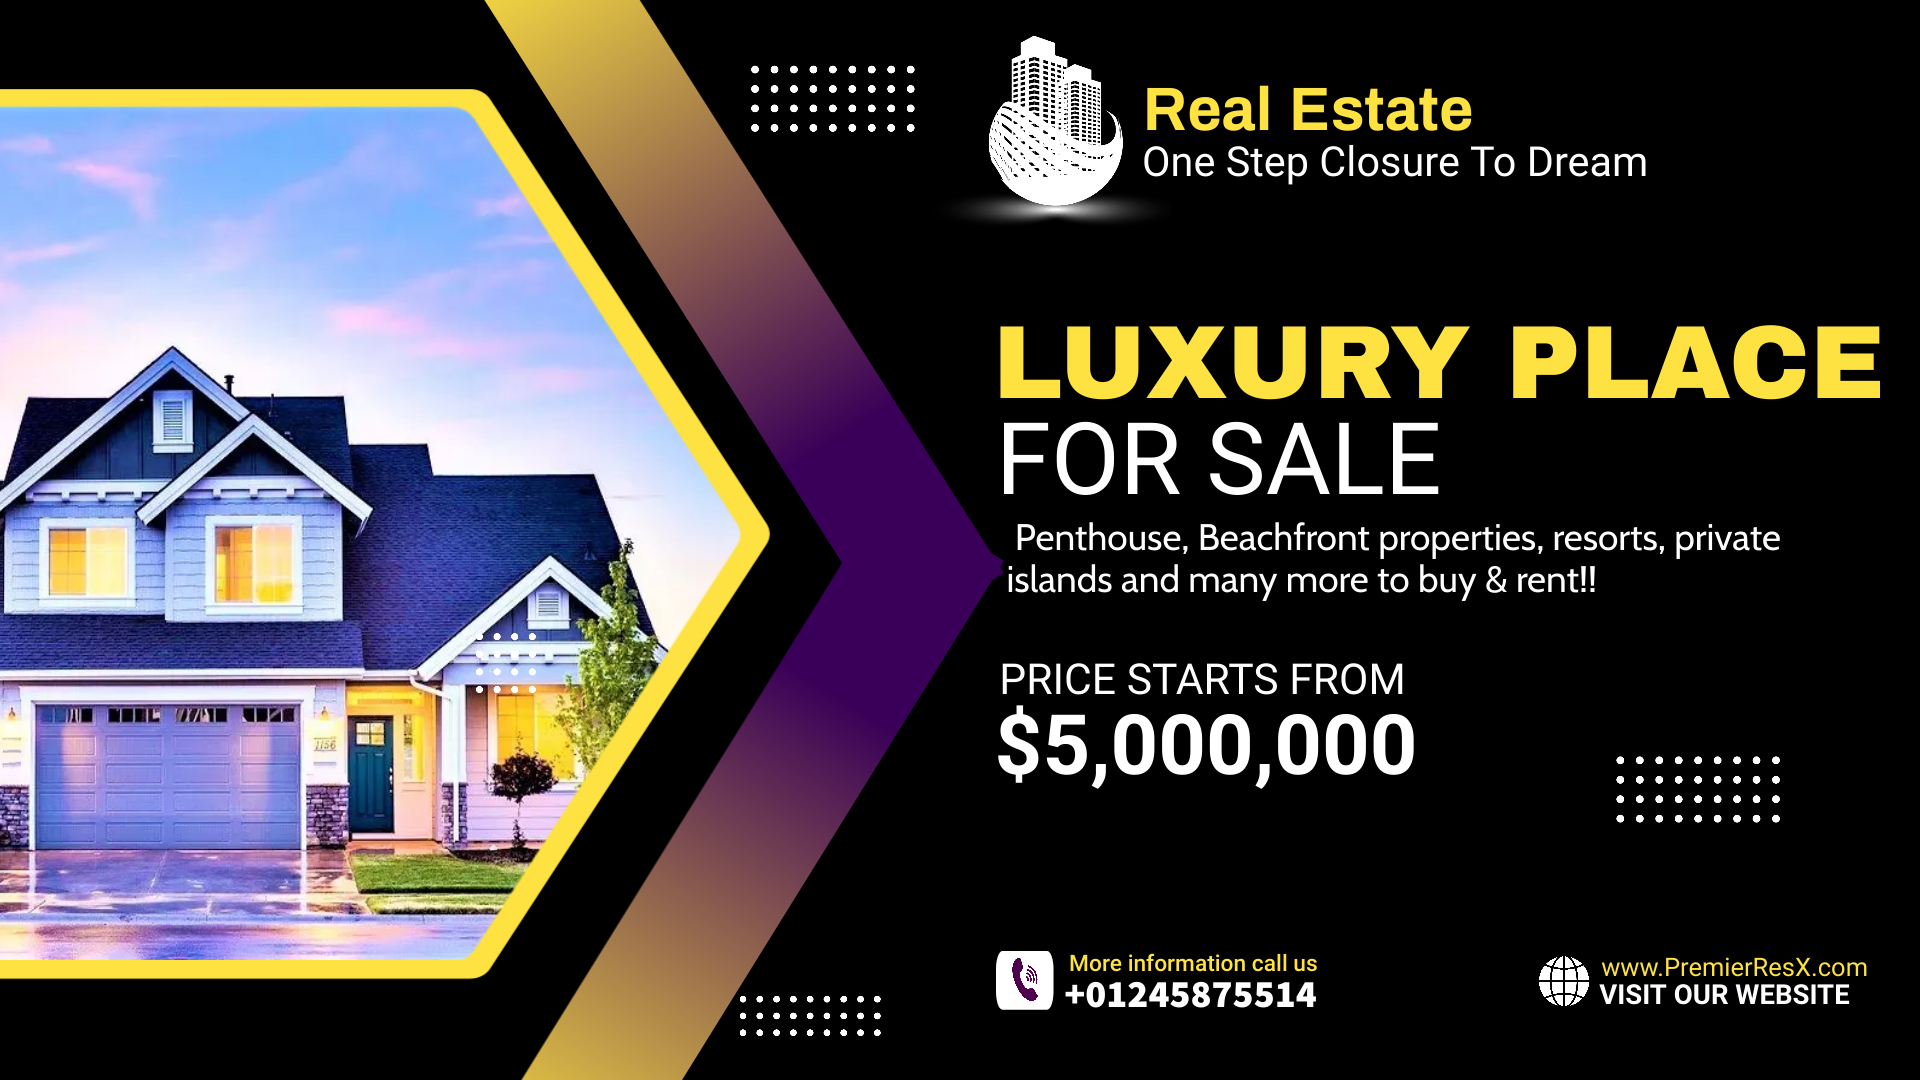 Real Estate
One Step Closure To Dream
LUXURY PLACE
FOR SALE
Penthouse, Beachfront properties, resorts, private
islands and many more to buy & rent!!
PRICE STARTS FROM
$5,000,000
1156
More information call us
+01245875514
www.PremierResX.com
VISIT OUR WEBSITE